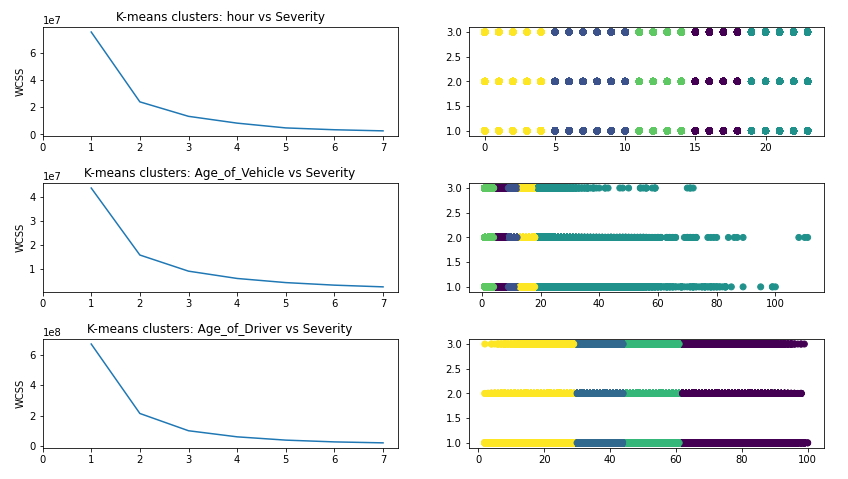 K-means clusters: hour vs Severity
1e7
WCSS
6
4
2
0
0 1 2 3 4 5 6 7
3.0
2.5
2.0
1.5
1.0
0 5 10 15 20
K-means clusters: Age_of_Vehicle vs Severity
1e7
WCSS
4
3
2
1
0 1 2 3 4 5 6 7
3.0
2.5
2.0
1.5
1.0
0 20 40 60 80 100
K-means clusters: Age_of_Driver vs Severity
1e8
WCSS
6
4
2
0
0 1 2 3 4 5 6 7
3.0
2.5
2.0
1.5
1.0
0 20 40 60 80 100